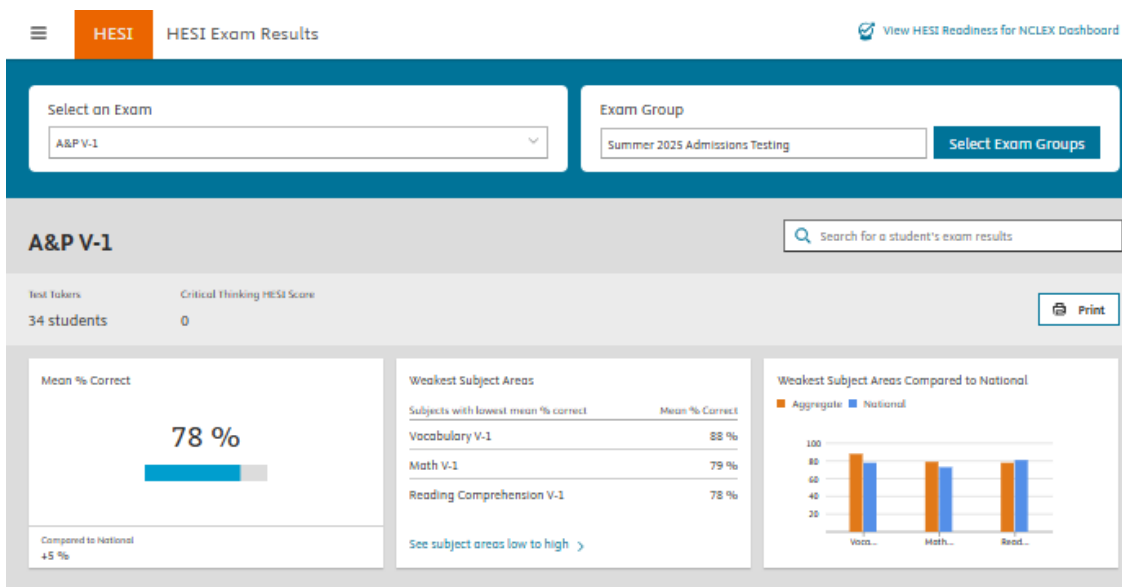 HESI
HESI Exam Results
View HESI Readiness for NCLEX Dashboard
Select an Exam
A&P V-1
Exam Group
Summer 2025 Admissions Testing
Select Exam Groups
A&P V-1
Search for a student's exam results
Test Takers
34 students
Critical Thinking HESI Score
0
Print
Mean % Correct
78 %
Compared to National
+5 %
Weakest Subject Areas
Subjects with lowest mean % correct Mean % Correct
Vocabulary V-1 88 %
Math V-1 79 %
Reading Comprehension V-1 78 %
See subject areas low to high
Weakest Subject Areas Compared to National
Aggregate National
100
80
60
40
20
Voca... Math... Read...